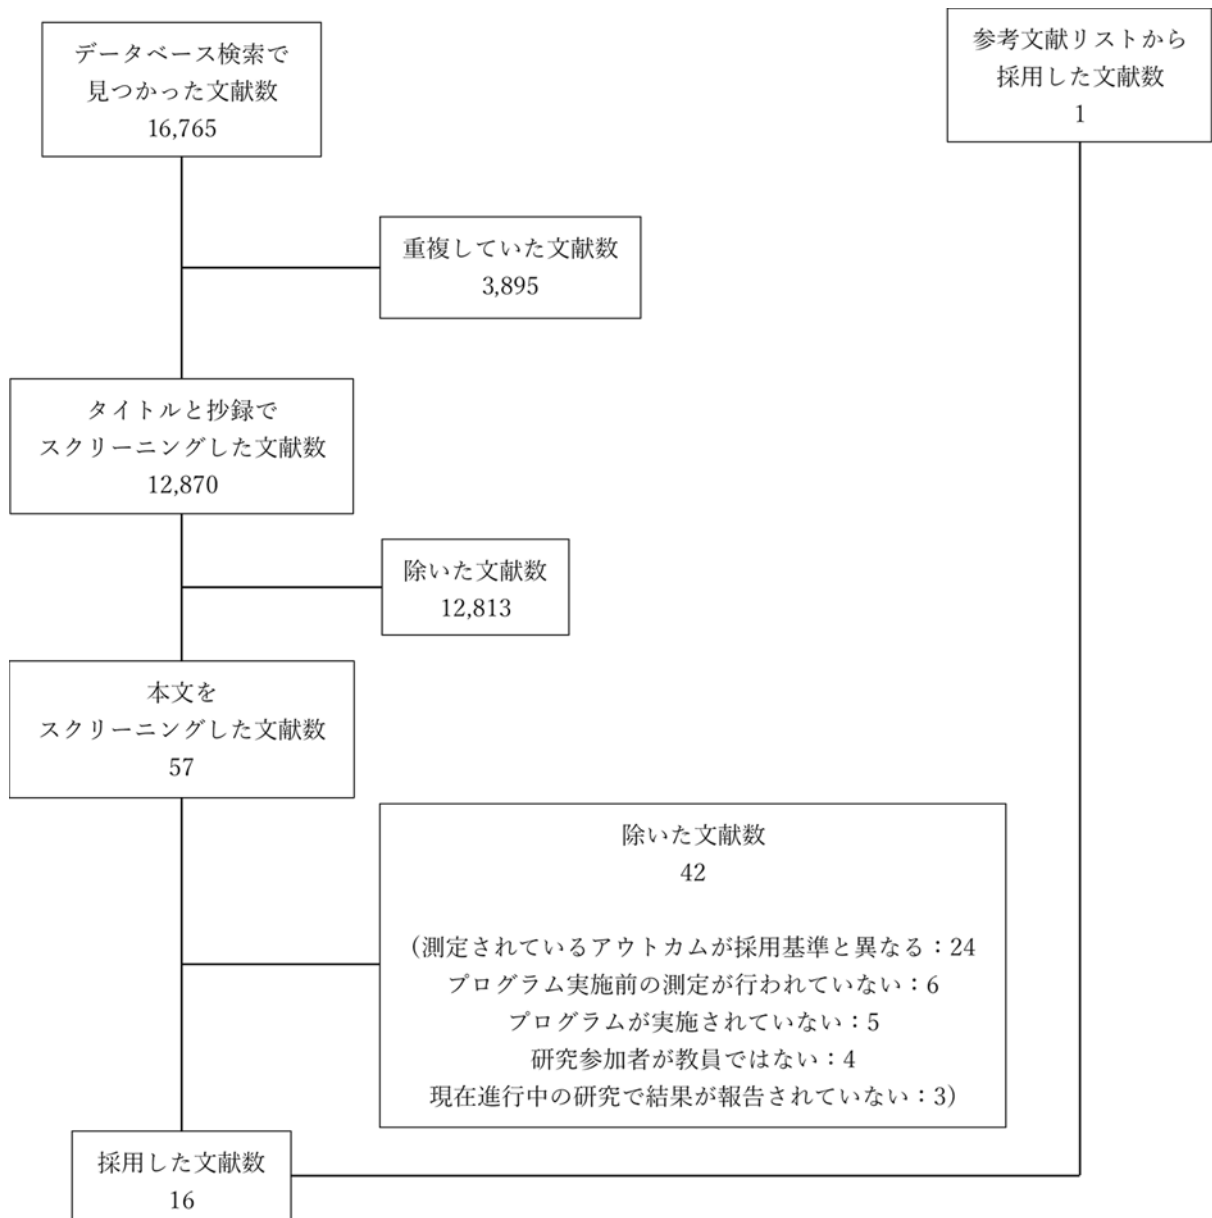 データベース検索で
見つかった文献数
16,765
参考文献リストから
採用した文献数
1
重複していた文献数
3,895
タイトルと抄録で
スクリーニングした文献数
12,870
除いた文献数
12,813
本文を
スクリーニングした文献数
57
除いた文献数
42
(測定されているアウトカムが採用基準と異なる：24
プログラム実施前の測定が行われていない：6
プログラムが実施されていない：5
研究参加者が教員ではない：4
現在進行中の研究で結果が報告されていない：3)
採用した文献数
16